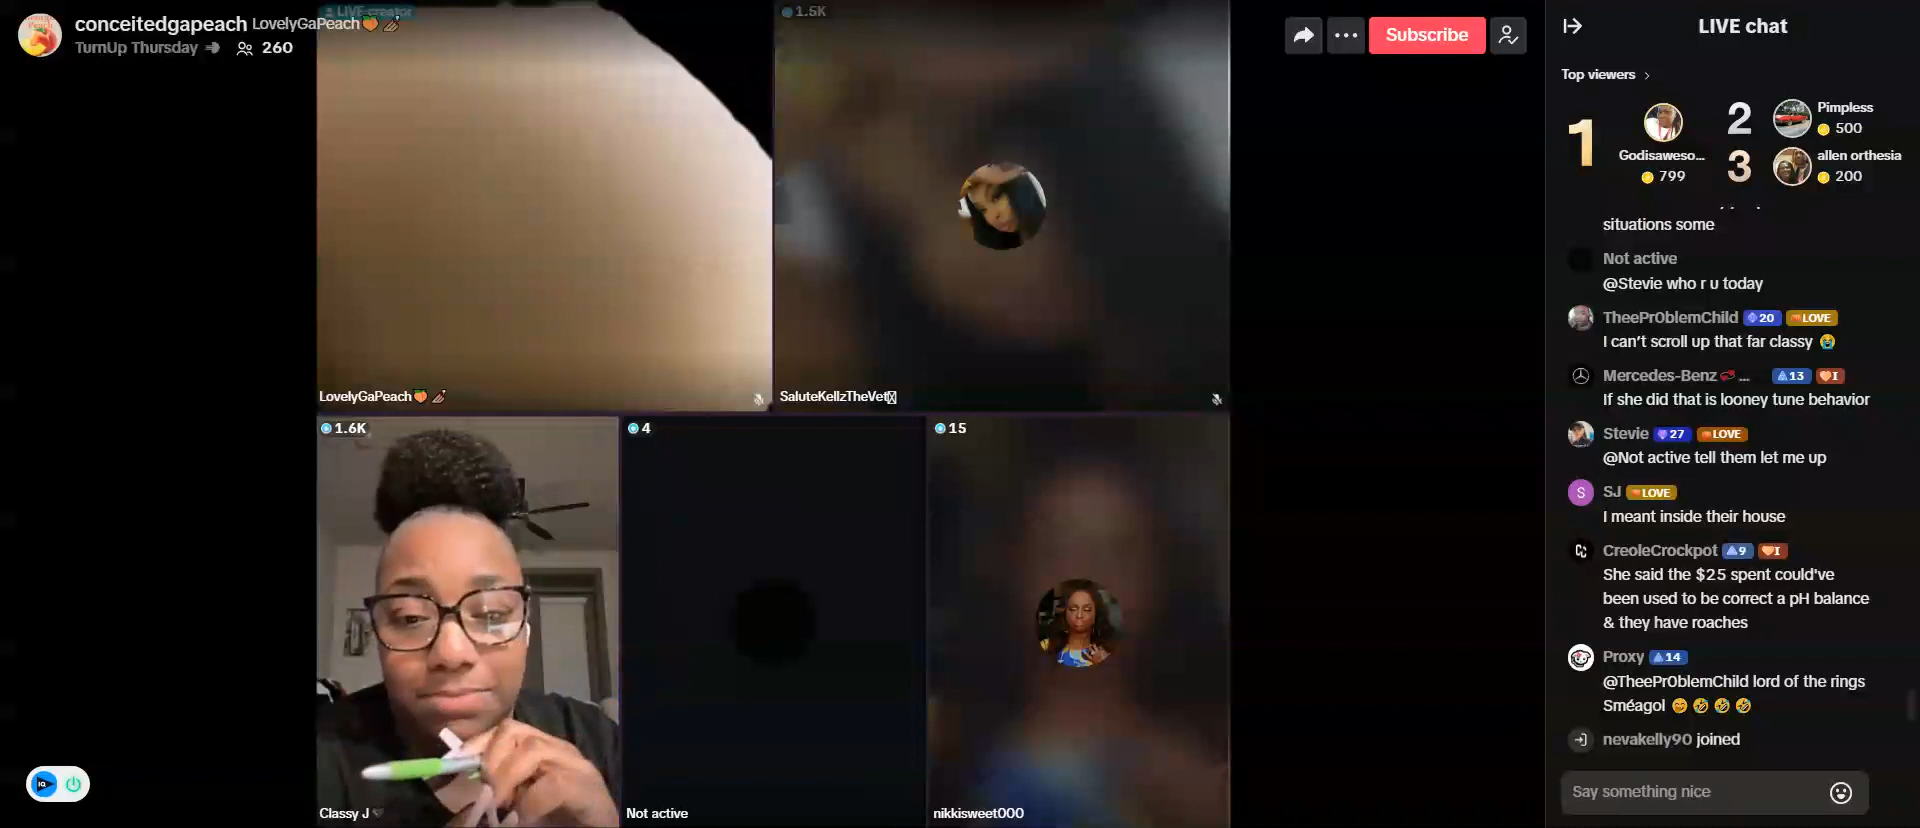 conceitedgapeach LovelyGaPeach🍑💅🏾
TurnUp Thursday 260
LIVE creator
1.5K
Subscribe
LovelyGaPeach🍑💅🏾
SaluteKellzTheVet
1.6K
4
15
Classy J
Not active
nikkisweet000
LIVE chat
Top viewers >
1
Godisaweso...
799
2
Pimpless
500
3
allen orthesia
200
situations some
Not active
@Stevie who r u today
TheePr0blemChild 20 LOVE
I can't scroll up that far classy 😭
Mercedes-Benz ... 13 I
If she did that is looney tune behavior
Stevie 27 LOVE
@Not active tell them let me up
S
SJ LOVE
I meant inside their house
CreoleCrockpot 9 I
She said the $25 spent could've
been used to be correct a pH balance
& they have roaches
Proxy 14
@TheePr0blemChild lord of the rings
Sméagol 😊🤣🤣🤣
nevakelly90 joined
Say something nice